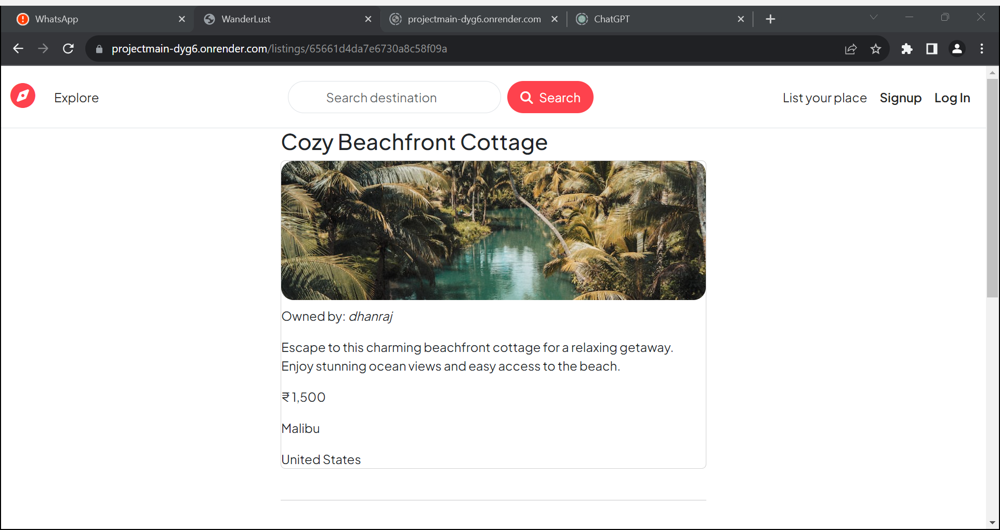 WhatsApp
WanderLust
projectmain-dyg6.onrender.com
ChatGPT
projectmain-dyg6.onrender.com/listings/65661d4da7e6730a8c58f09a
Explore
Search destination
Search
List your place
Signup
Log In
Cozy Beachfront Cottage
Owned by: dhanraj
Escape to this charming beachfront cottage for a relaxing getaway.
Enjoy stunning ocean views and easy access to the beach.
₹ 1,500
Malibu
United States